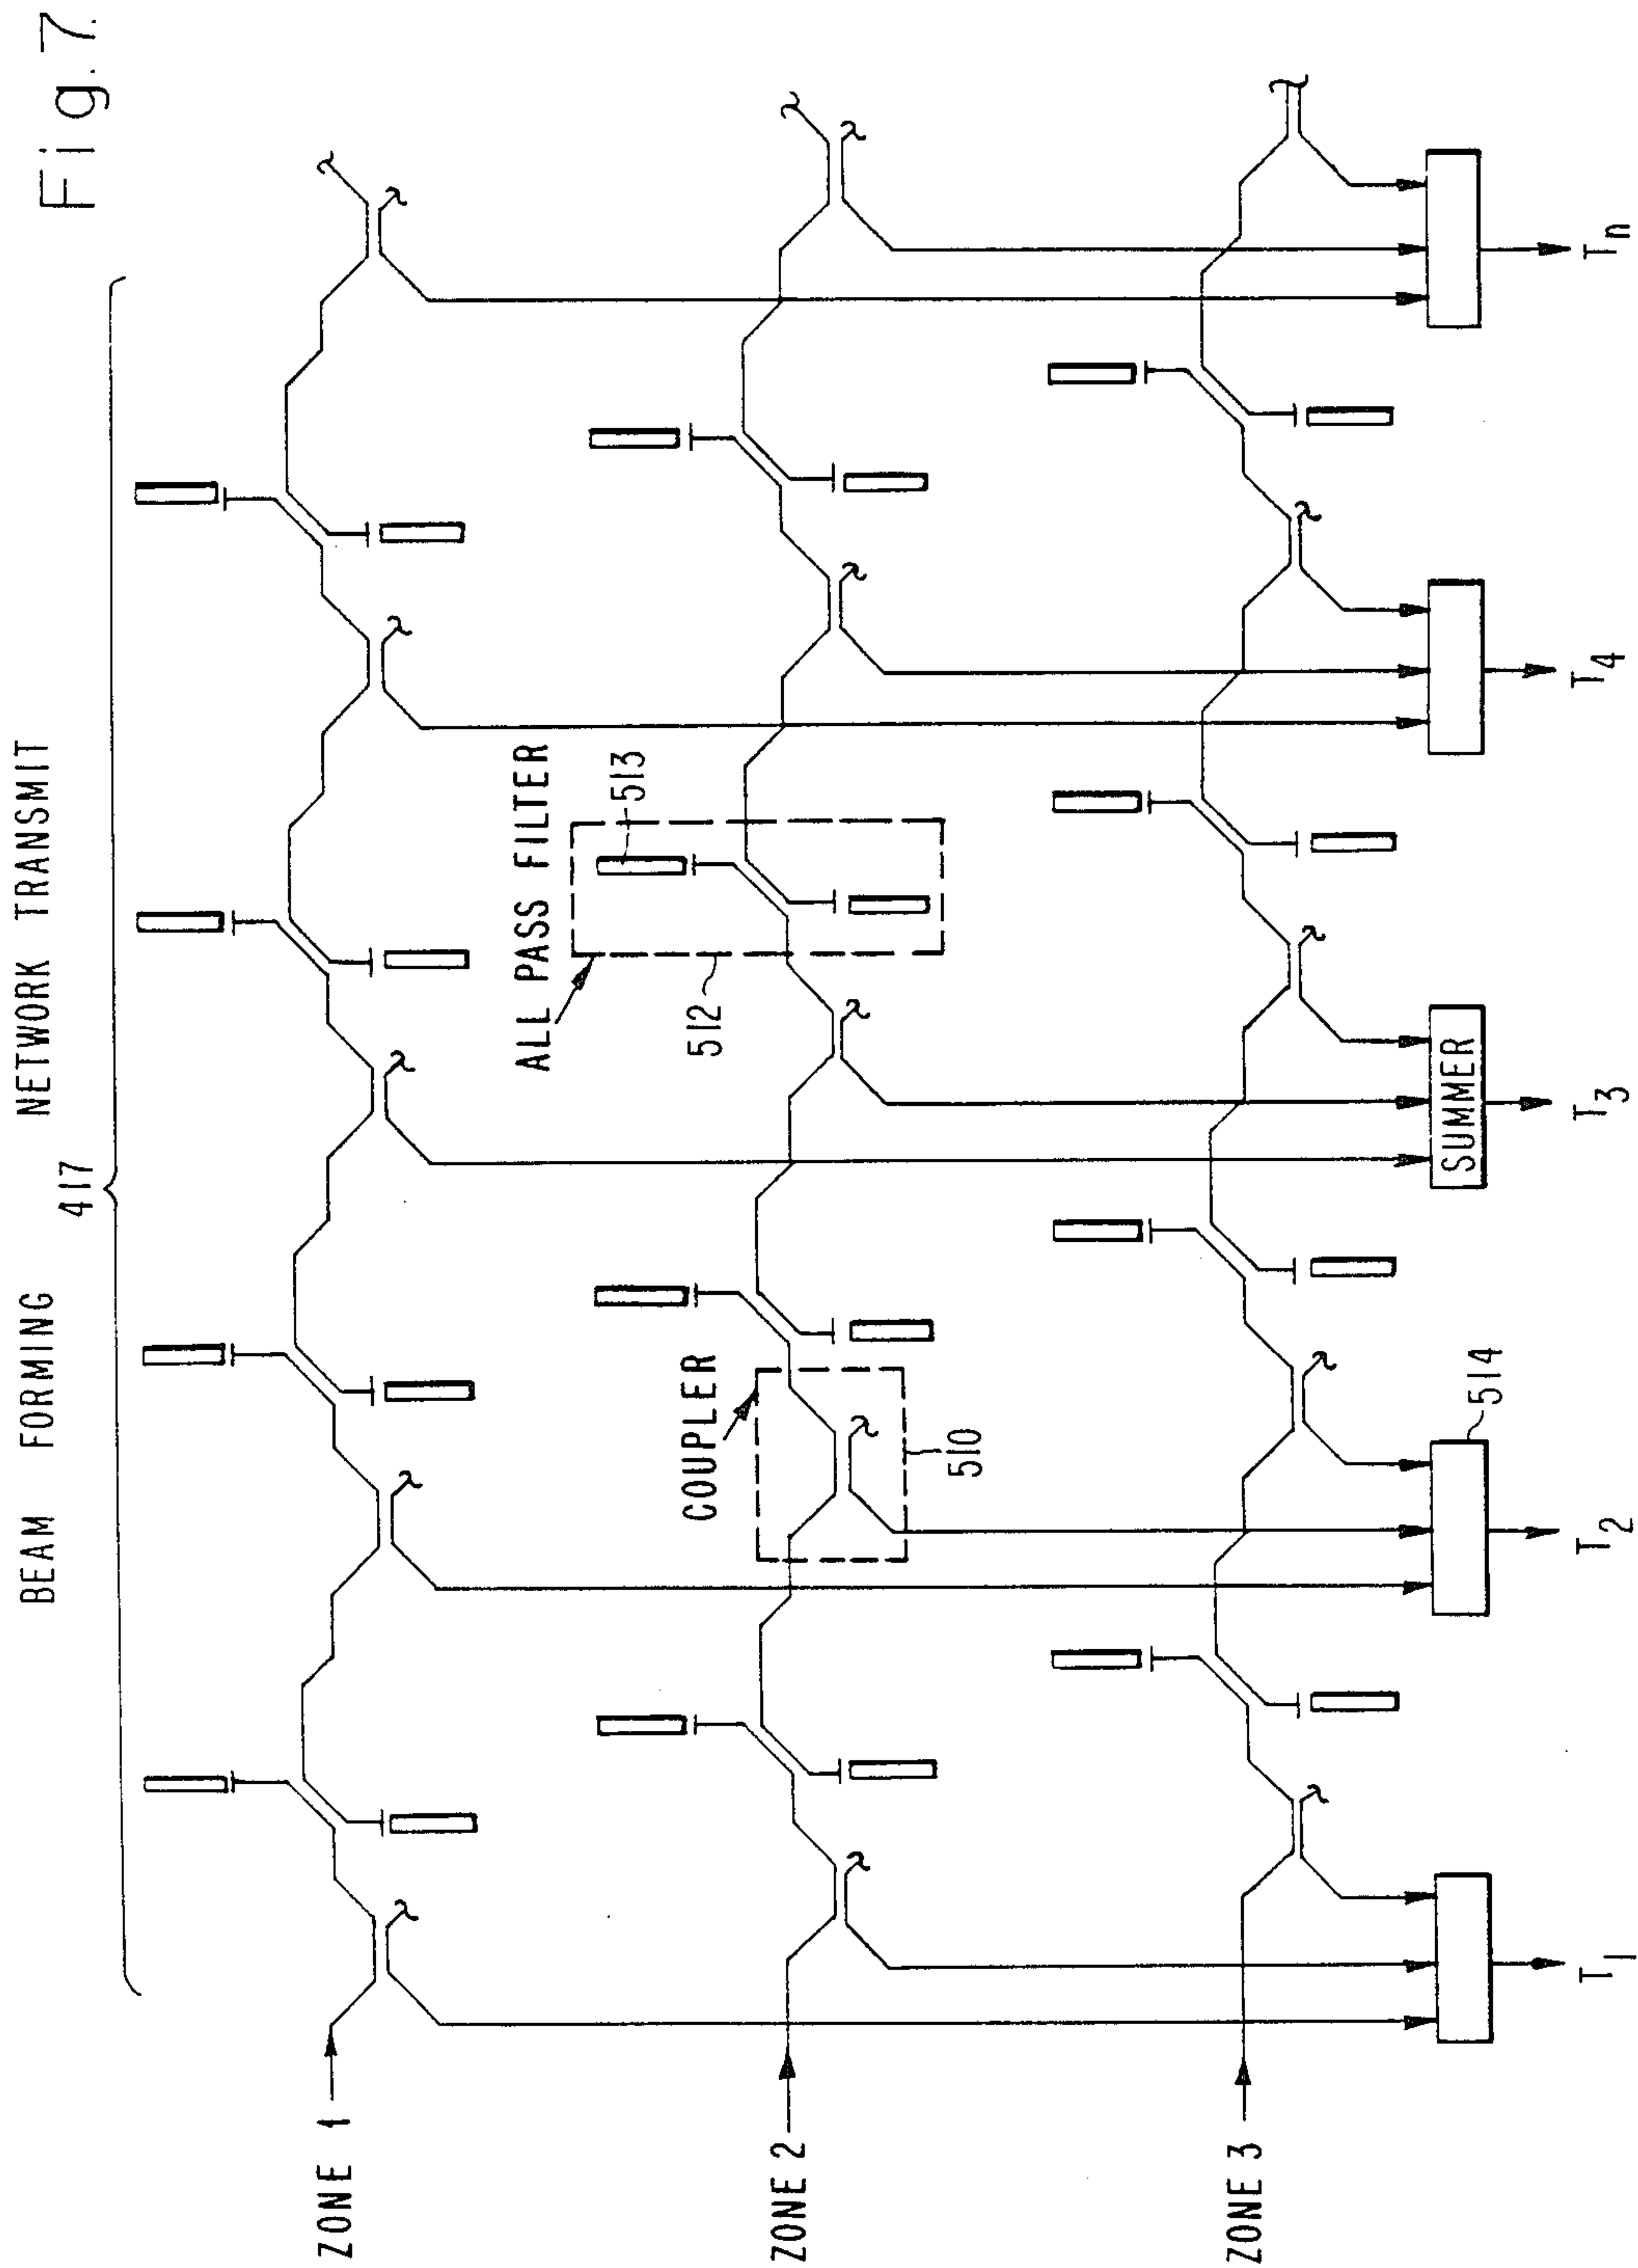 Fig. 7.
BEAM FORMING NETWORK TRANSMIT
417
ZONE 1
ALL PASS FILTER
513
512
COUPLER
510
ZONE 2
ZONE 3
514
SUMMER
T1
T2
T3
T4
Tn